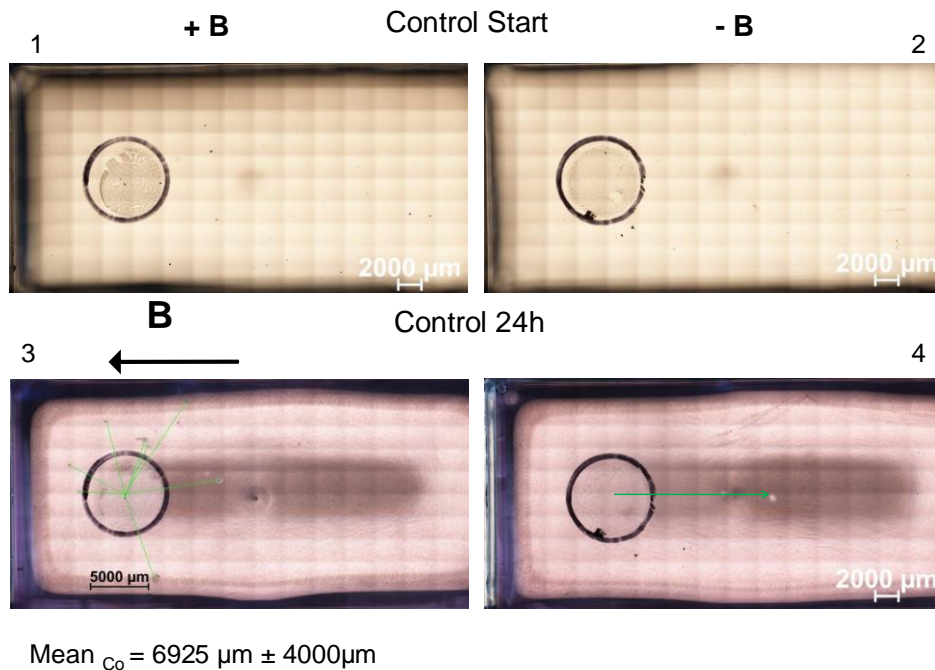 Control Start
+ B
- B
1
2
2000 µm
2000 µm
B
Control 24h
3
4
5000 µm
2000 µm
Mean Co = 6925 µm ± 4000µm